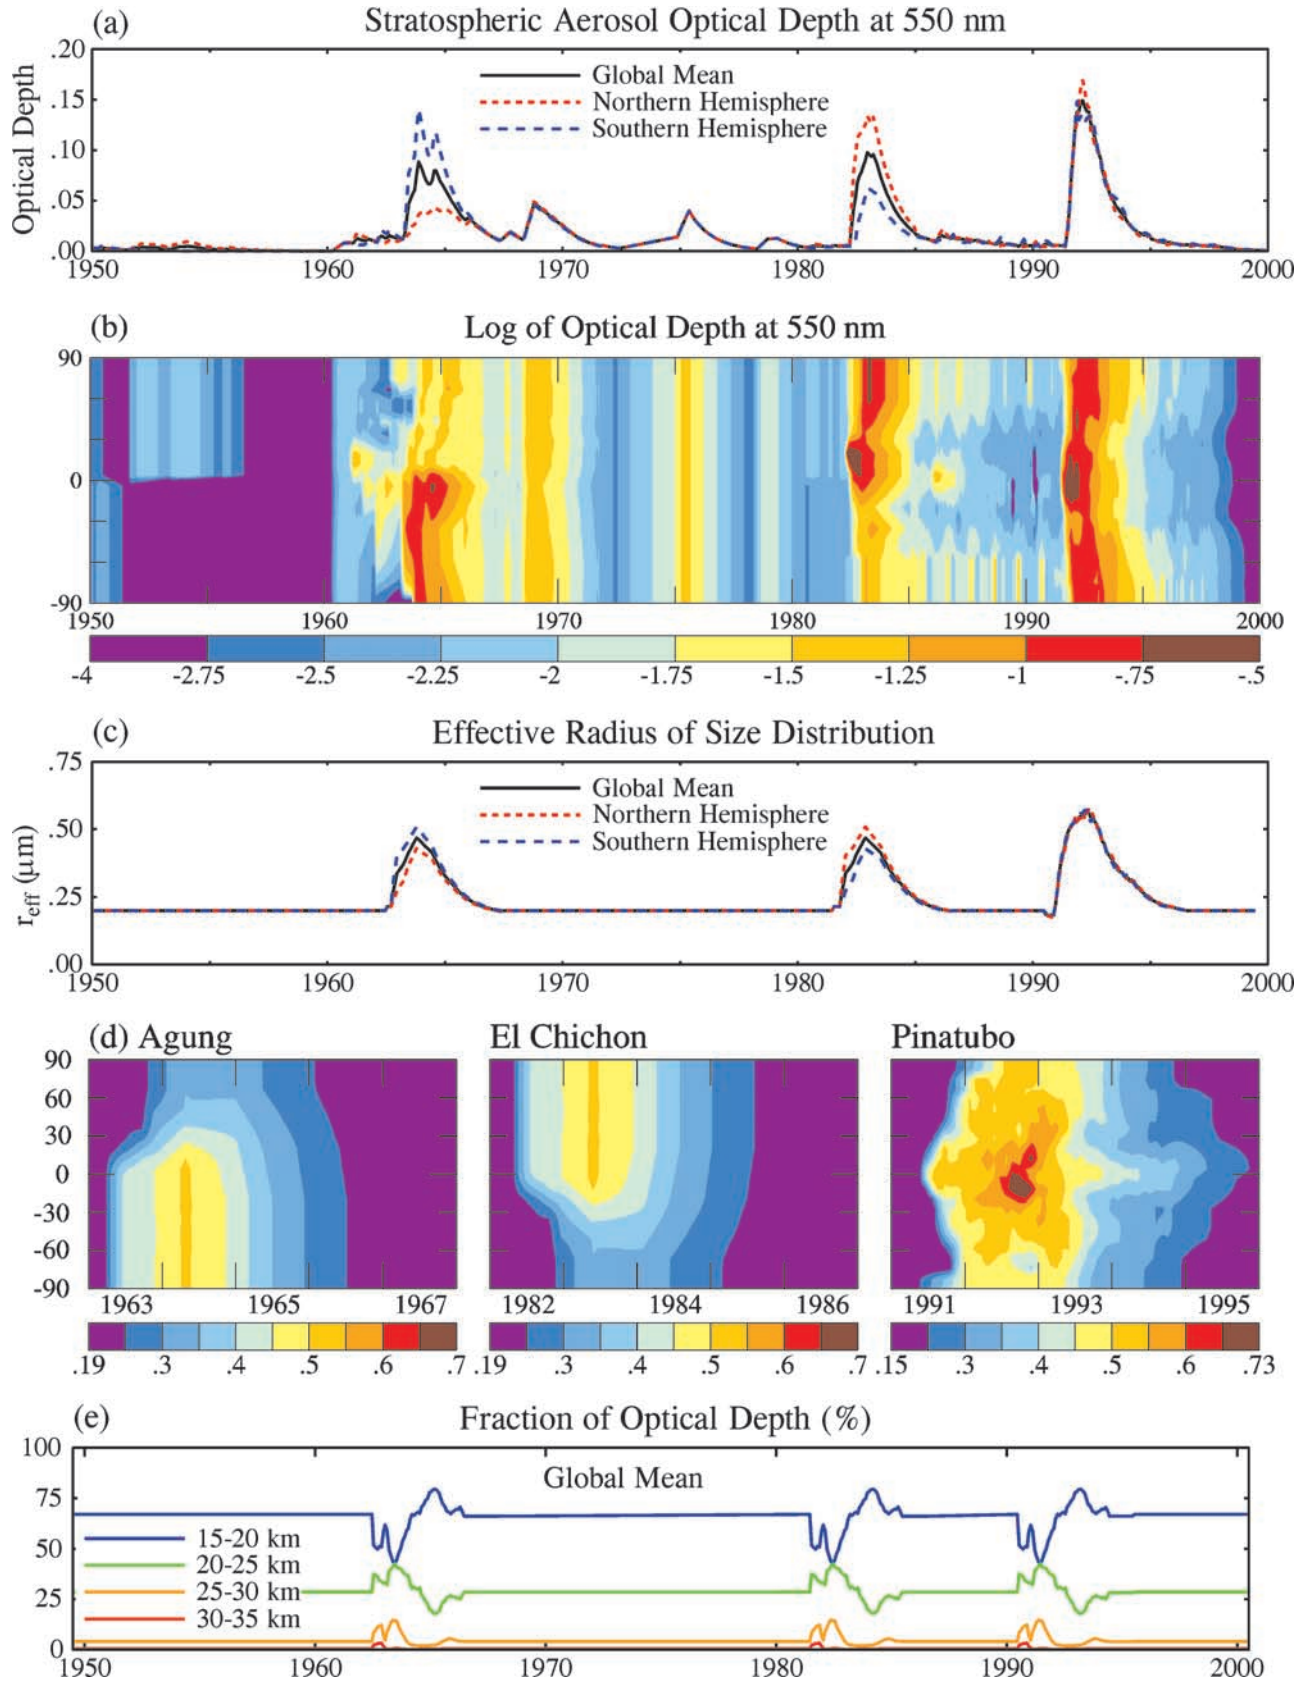 (a) Stratospheric Aerosol Optical Depth at 550 nm
Optical Depth
.20
.15
.10
.05
.00
Global Mean
Northern Hemisphere
Southern Hemisphere
1950 1960 1970 1980 1990 2000
(b) Log of Optical Depth at 550 nm
90
0
-90
1950 1960 1970 1980 1990 2000
-4 -2.75 -2.5 -2.25 -2 -1.75 -1.5 -1.25 -1 -.75 -.5
(c) Effective Radius of Size Distribution
reff (μm)
.75
.50
.25
.00
Global Mean
Northern Hemisphere
Southern Hemisphere
1950 1960 1970 1980 1990 2000
(d) Agung El Chichon Pinatubo
90
60
30
0
-30
-60
-90
1963 1965 1967 1982 1984 1986 1991 1993 1995
.19 .3 .4 .5 .6 .7 .19 .3 .4 .5 .6 .7 .15 .3 .4 .5 .6 .73
(e) Fraction of Optical Depth (%)
100
75
50
25
0
Global Mean
15-20 km
20-25 km
25-30 km
30-35 km
1950 1960 1970 1980 1990 2000